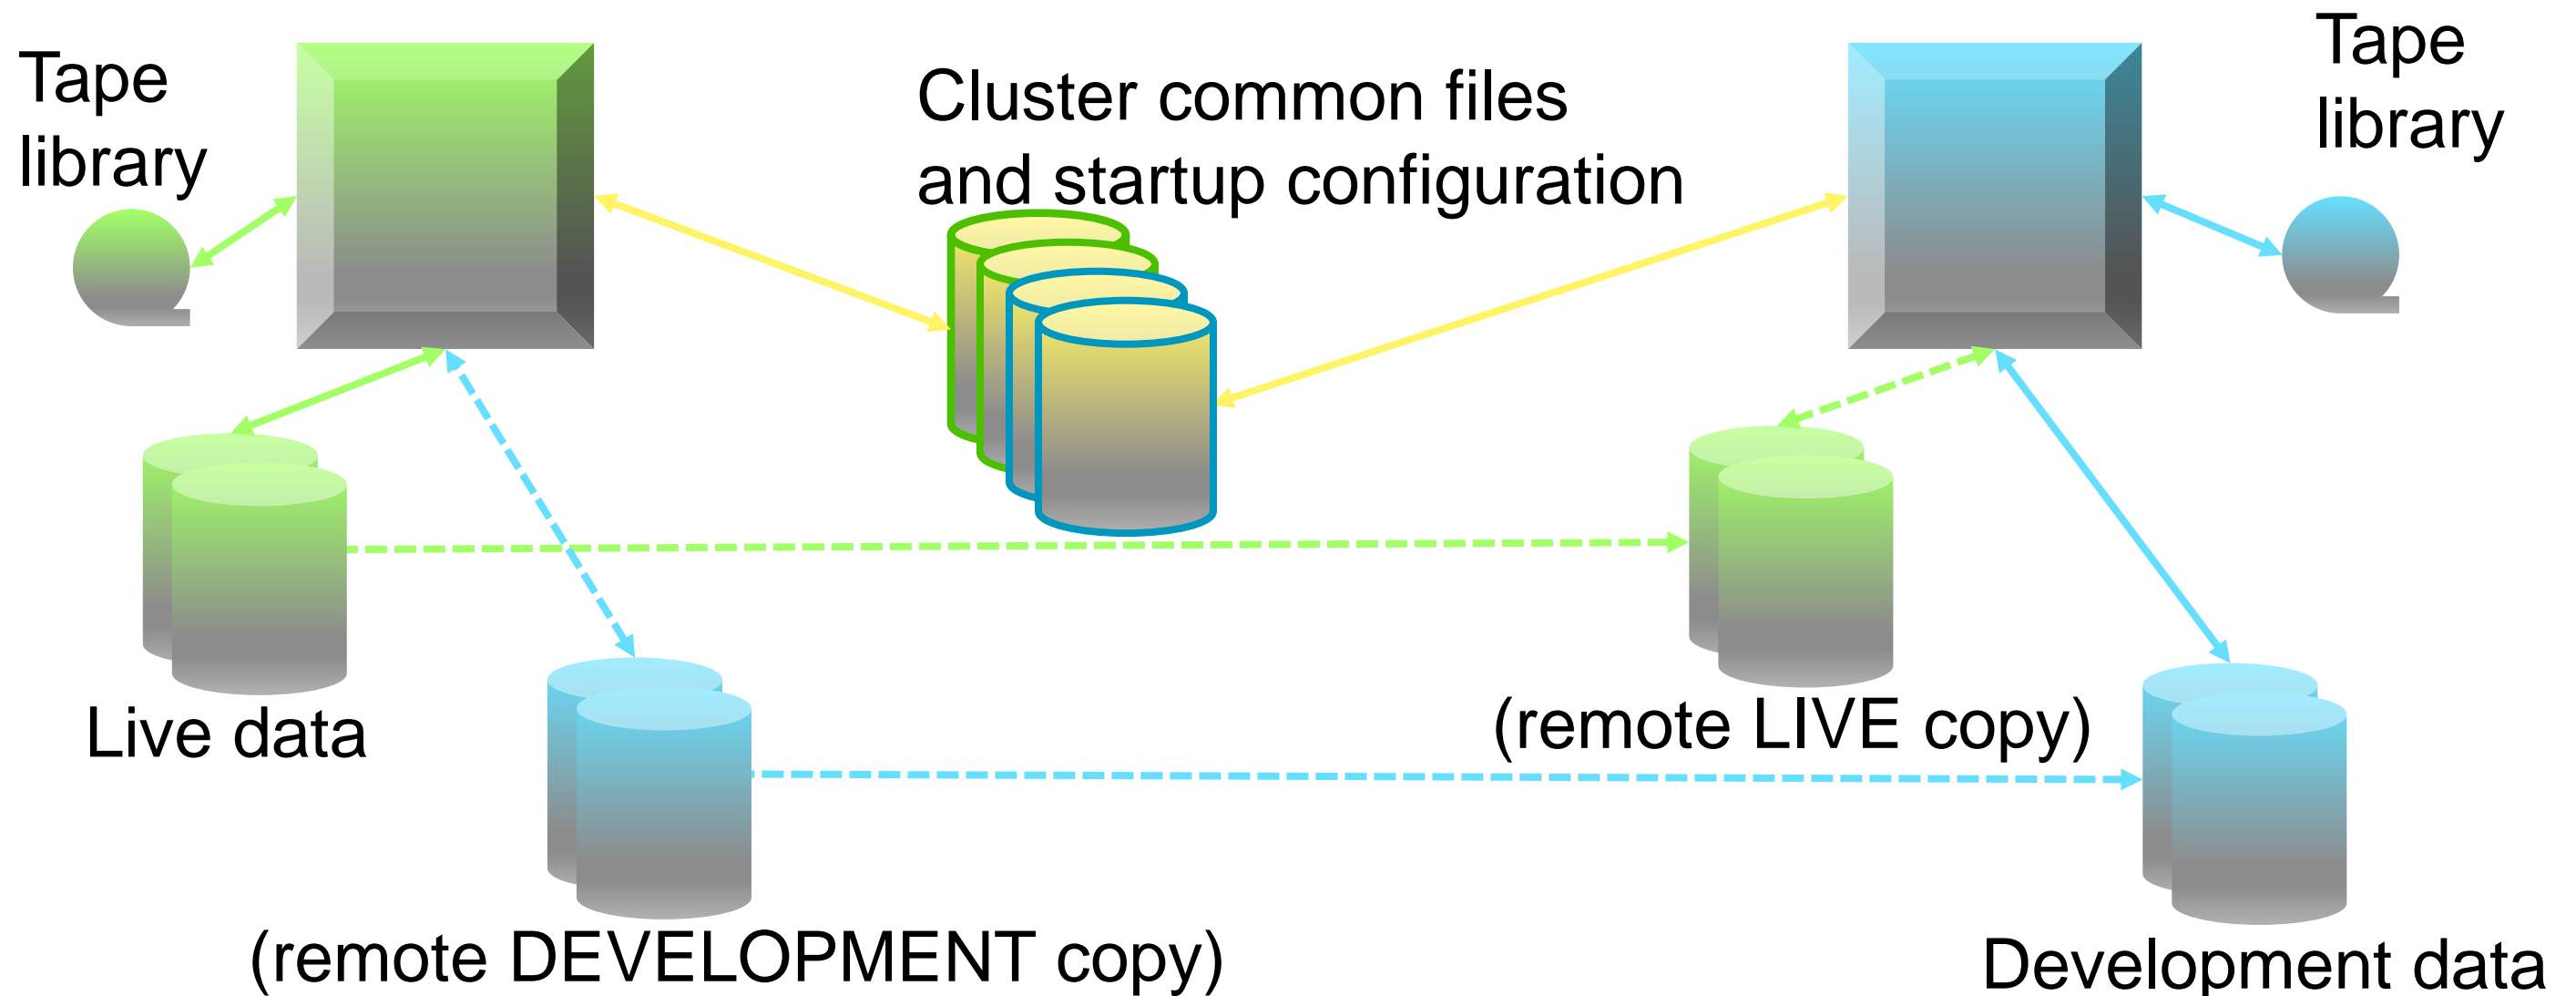 Tape
library
Cluster common files
and startup configuration
Tape
library
Live data
(remote LIVE copy)
(remote DEVELOPMENT copy)
Development data